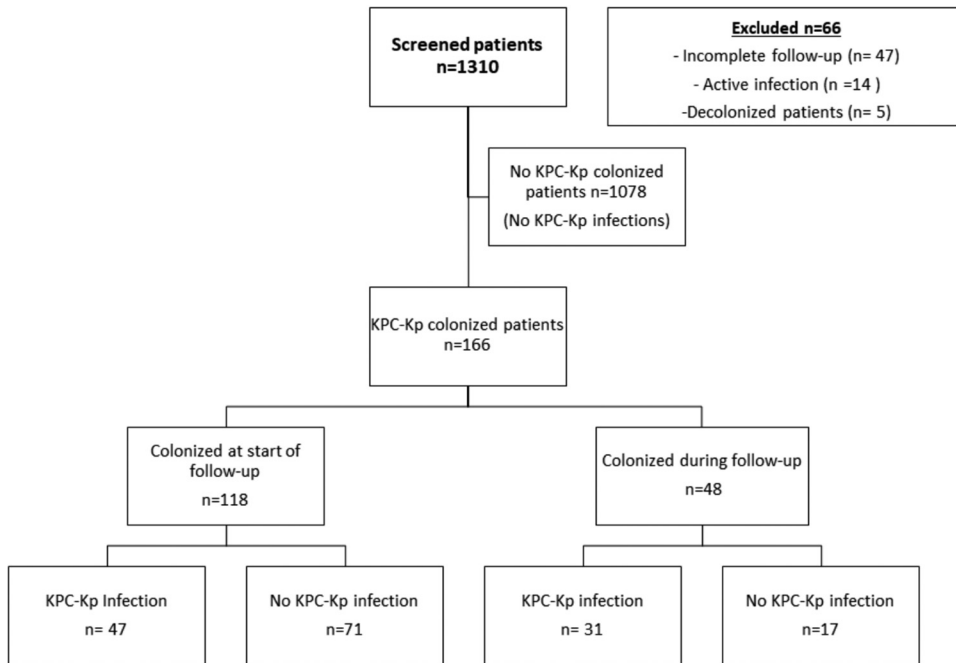 Screened patients
n=1310
Excluded n=66
- Incomplete follow-up (n= 47)
- Active infection (n =14 )
-Decolonized patients (n= 5)
No KPC-Kp colonized
patients n=1078
(No KPC-Kp infections)
KPC-Kp colonized patients
n=166
Colonized at start of
follow-up
n=118
Colonized during follow-up
n=48
KPC-Kp Infection
n= 47
No KPC-Kp infection
n=71
KPC-Kp infection
n= 31
No KPC-Kp infection
n=17